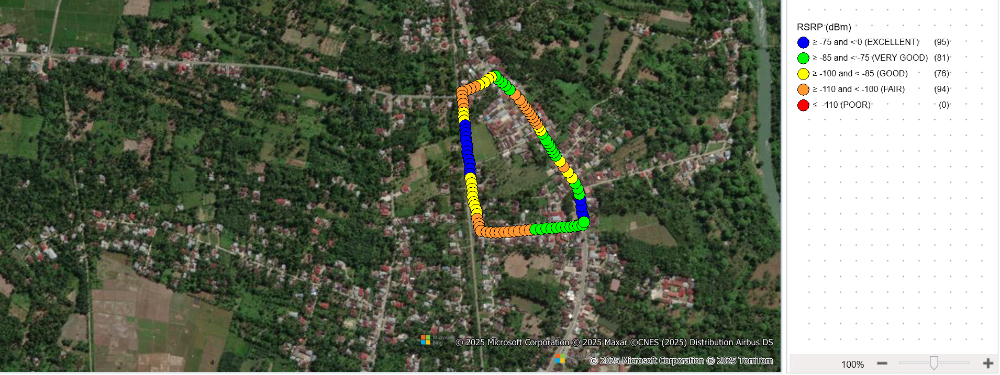 RSRP (dBm)
≥ -75 and < 0 (EXCELLENT) (95)
≥ -85 and < -75 (VERY GOOD) (81)
≥ -100 and < -85 (GOOD) (76)
≥ -110 and < -100 (FAIR) (94)
≤ -110 (POOR) (0)
Microsoft
Bing
© 2025 Microsoft Corporation © 2025 Maxar ©CNES (2025) Distribution Airbus DS
Microsoft
Bing
© 2025 Microsoft Corporation © 2025 TomTom
100%